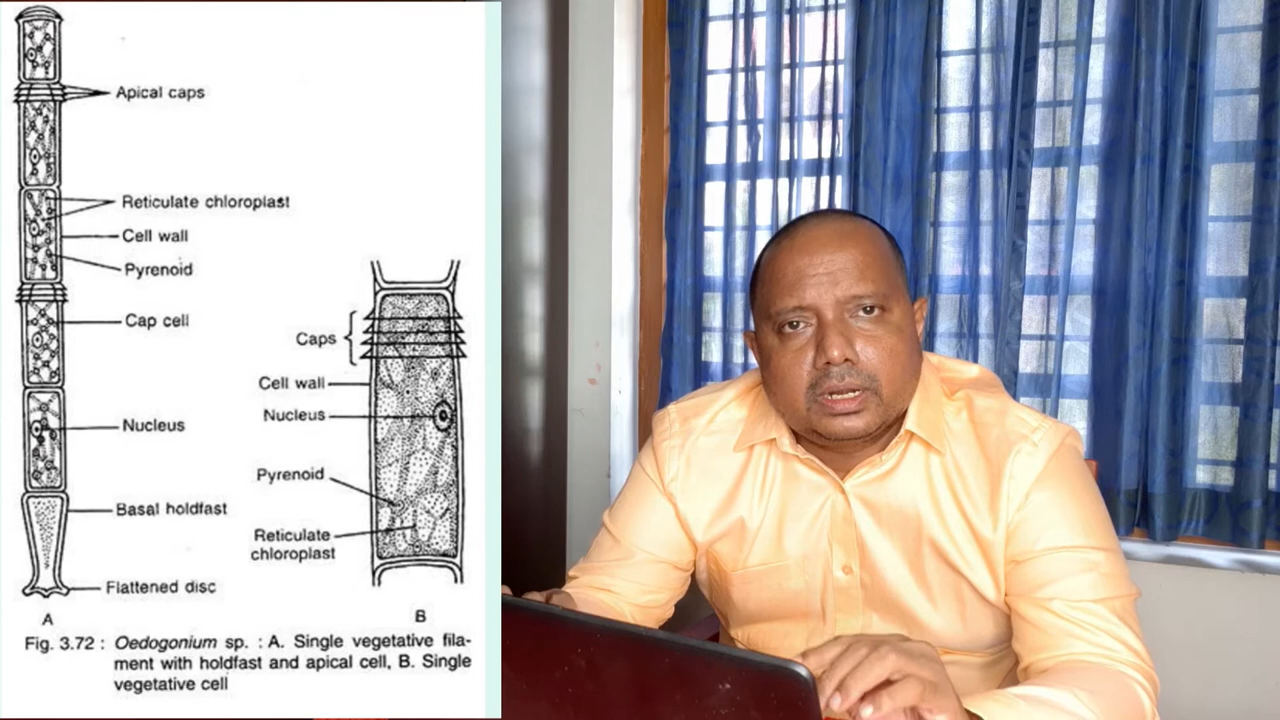 Apical caps
Reticulate chloroplast
Cell wall
Pyrenoid
Cap cell
Nucleus
Basal holdfast
Flattened disc
A
Caps
Cell wall
Nucleus
Pyrenoid
Reticulate
chloroplast
B
Fig. 3.72 : Oedogonium sp. : A. Single vegetative fila-
ment with holdfast and apical cell, B. Single
vegetative cell